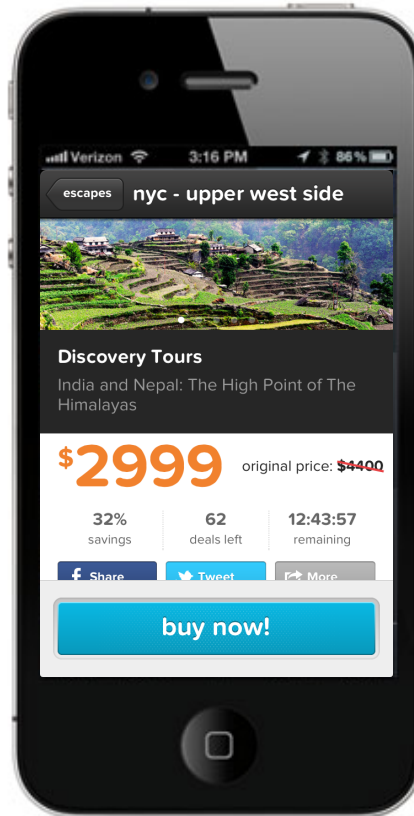 Verizon 3:16 PM 86%
escapes nyc - upper west side
Discovery Tours
India and Nepal: The High Point of The
Himalayas
$2999 original price: $4400
32% 62 12:43:57
savings deals left remaining
Share Tweet More
buy now!